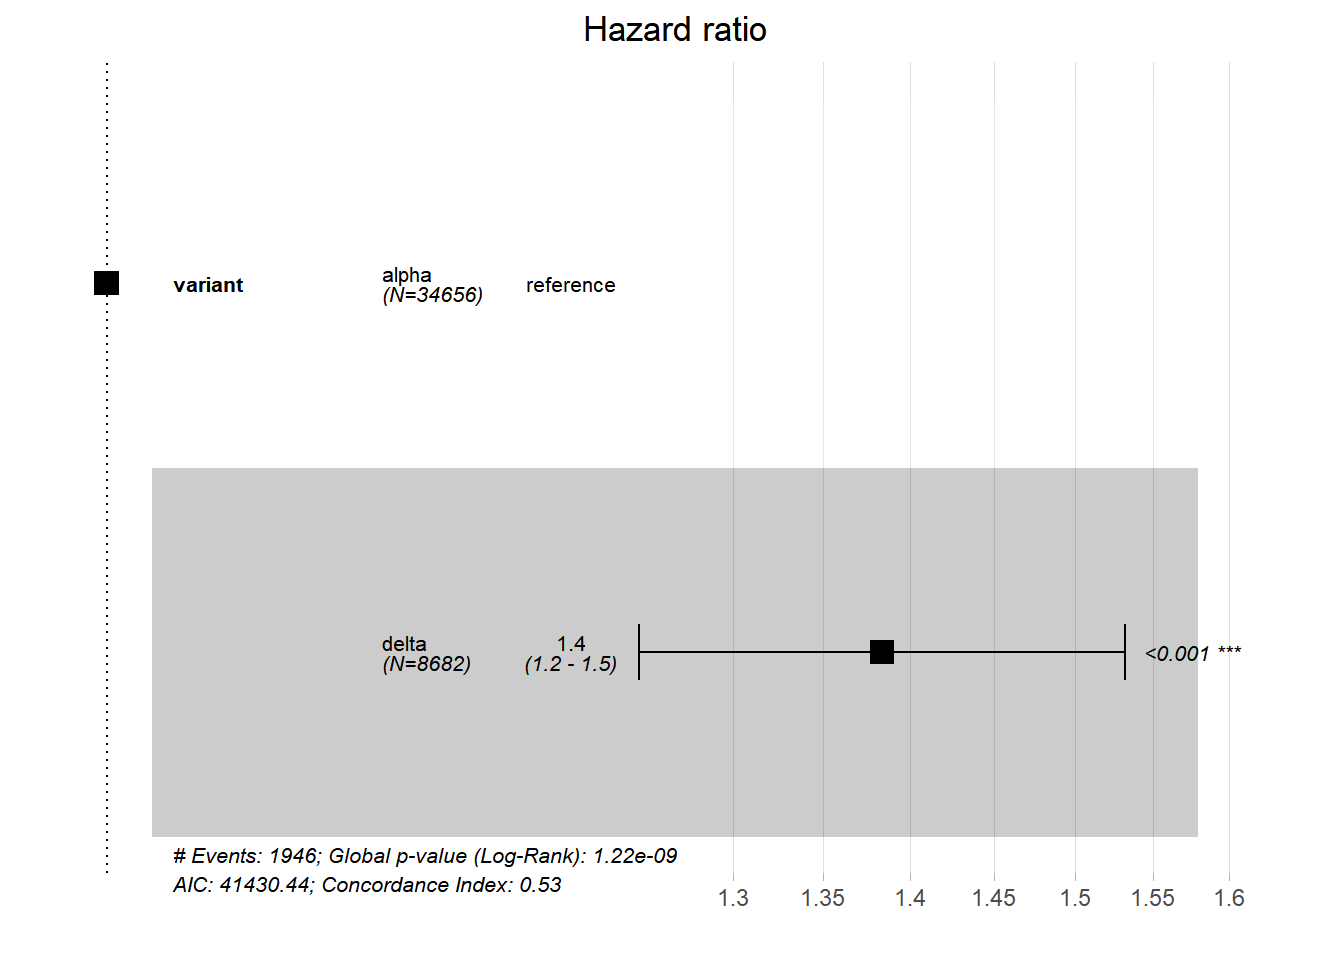 Hazard ratio
variant
alpha
(N=34656)
reference
delta
(N=8682)
1.4
(1.2 - 1.5)
<0.001 ***
# Events: 1946; Global p-value (Log-Rank): 1.22e-09
AIC: 41430.44; Concordance Index: 0.53
1.3 1.35 1.4 1.45 1.5 1.55 1.6